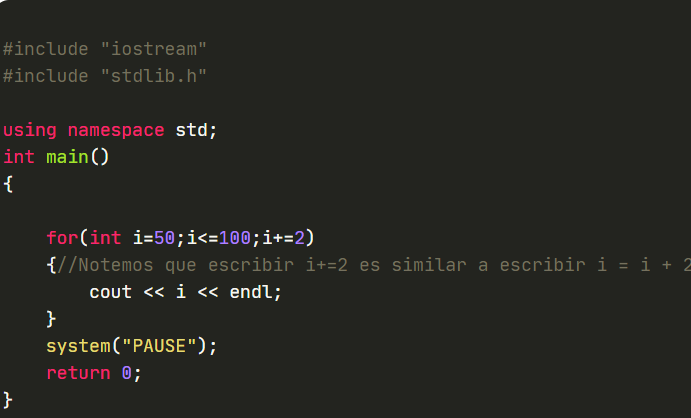 #include "iostream"
#include "stdlib.h"
using namespace std;
int main()
{
for(int i=50;i<=100;i+=2)
{//Notemos que escribir i+=2 es similar a escribir i = i + 2
cout << i << endl;
}
system("PAUSE");
return 0;
}